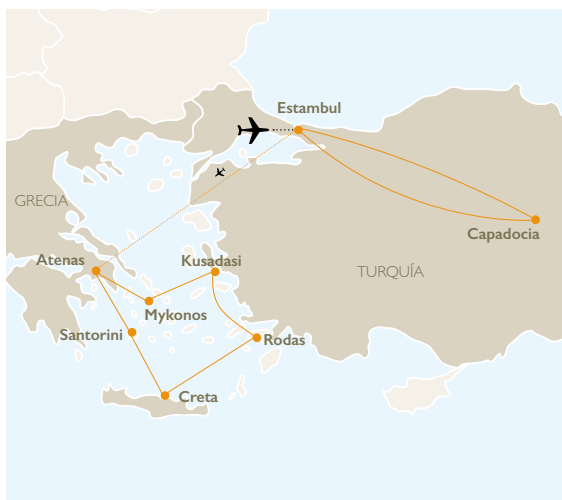 Estambul
GRECIA
Capadocia
Atenas
Kusadasi
TURQUÍA
Mykonos
Santorini
Rodas
Creta